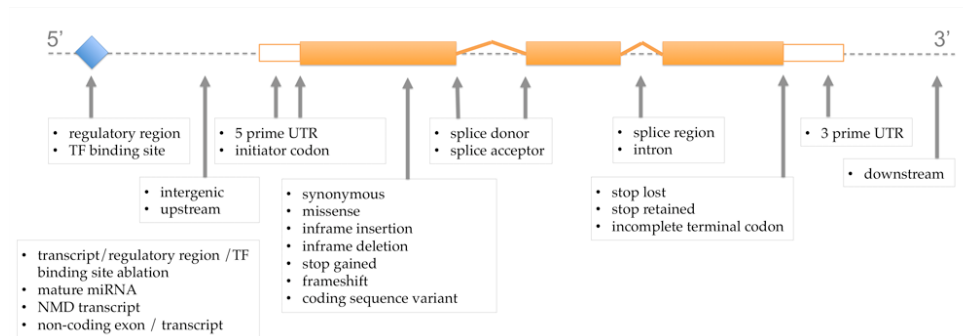 5’
3’
• regulatory region
• TF binding site
• 5 prime UTR
• initiator codon
• splice donor
• splice acceptor
• splice region
• intron
• 3 prime UTR
• intergenic
• upstream
• synonymous
• missense
• inframe insertion
• inframe deletion
• stop gained
• frameshift
• coding sequence variant
• stop lost
• stop retained
• incomplete terminal codon
• downstream
• transcript/regulatory region /TF
binding site ablation
• mature miRNA
• NMD transcript
• non-coding exon / transcript